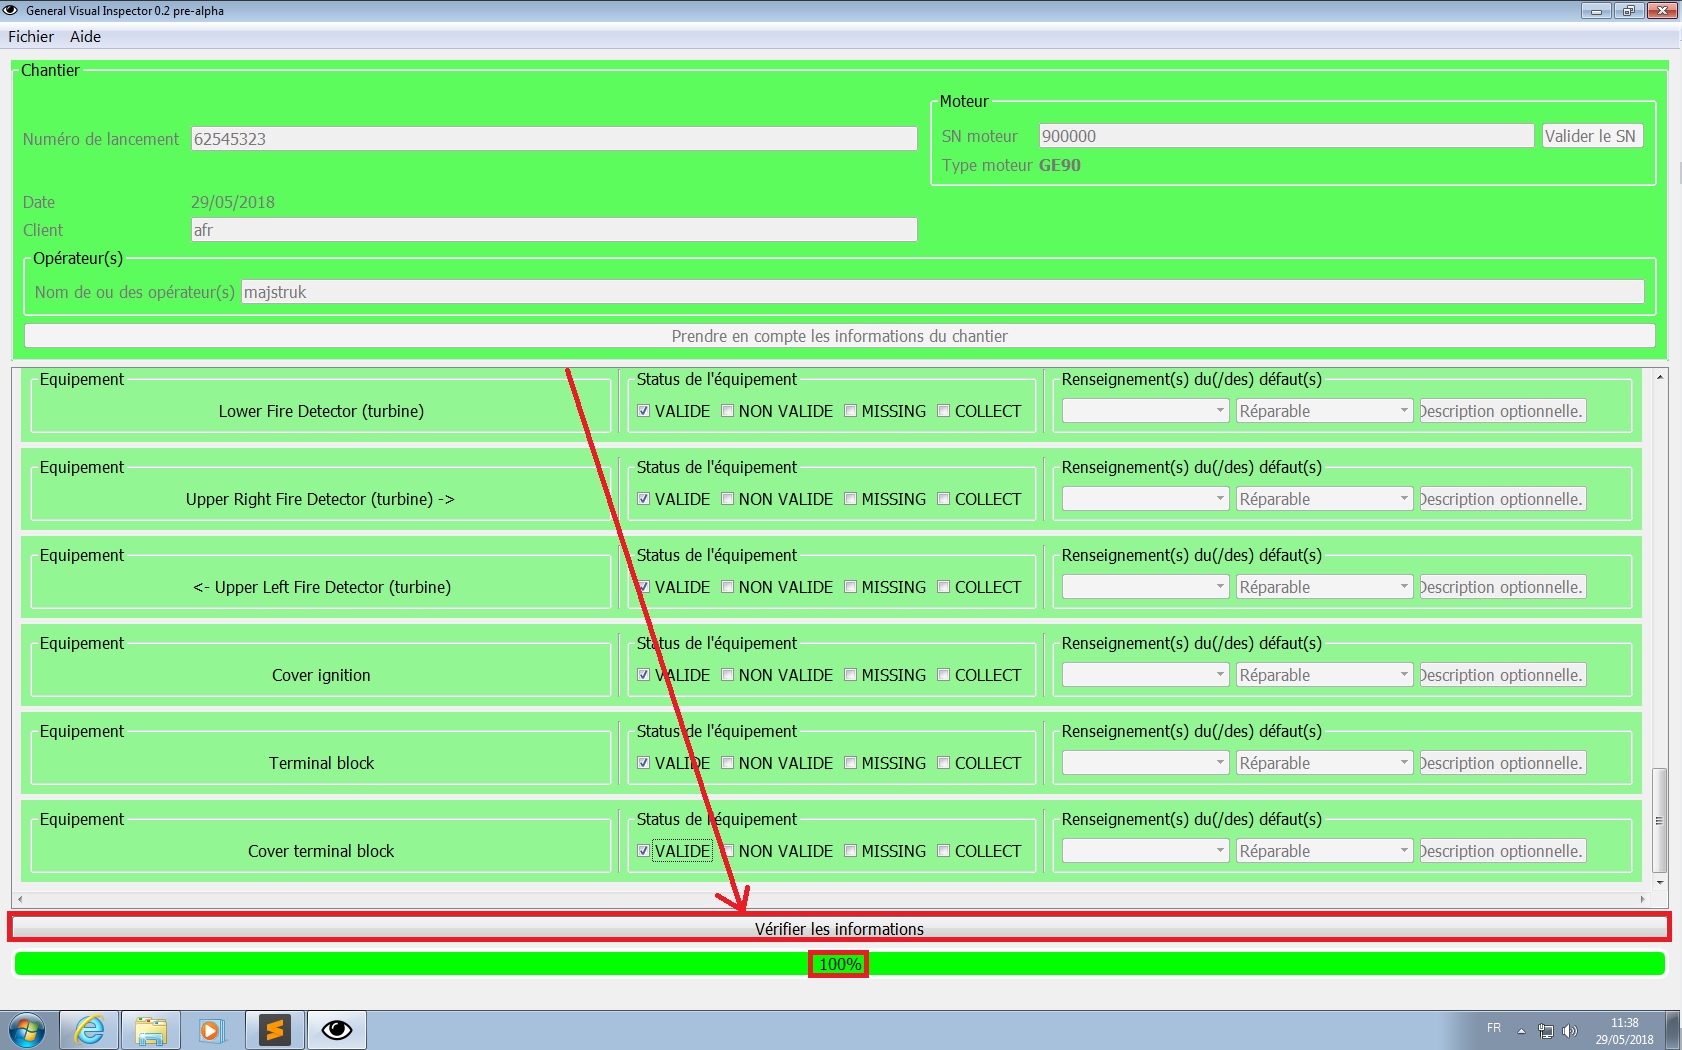 General Visual Inspector 0.2 pre-alpha
Fichier Aide
Chantier
Moteur
Numéro de lancement 62545323
SN moteur 900000 Valider le SN
Type moteur GE90
Date 29/05/2018
Client afr
Opérateur(s)
Nom de ou des opérateur(s) majstruk
Prendre en compte les informations du chantier
Equipement Status de l'équipement Renseignement(s) du(/des) défaut(s)
Lower Fire Detector (turbine) VALIDE NON VALIDE MISSING COLLECT Réparable Description optionnelle.
Equipement Status de l'équipement Renseignement(s) du(/des) défaut(s)
Upper Right Fire Detector (turbine) -> VALIDE NON VALIDE MISSING COLLECT Réparable Description optionnelle.
Equipement Status de l'équipement Renseignement(s) du(/des) défaut(s)
<- Upper Left Fire Detector (turbine) VALIDE NON VALIDE MISSING COLLECT Réparable Description optionnelle.
Equipement Status de l'équipement Renseignement(s) du(/des) défaut(s)
Cover ignition VALIDE NON VALIDE MISSING COLLECT Réparable Description optionnelle.
Equipement Status de l'équipement Renseignement(s) du(/des) défaut(s)
Terminal block VALIDE NON VALIDE MISSING COLLECT Réparable Description optionnelle.
Equipement Status de l'équipement Renseignement(s) du(/des) défaut(s)
Cover terminal block VALIDE NON VALIDE MISSING COLLECT Réparable Description optionnelle.
Vérifier les informations
100%
FR 11:38
29/05/2018